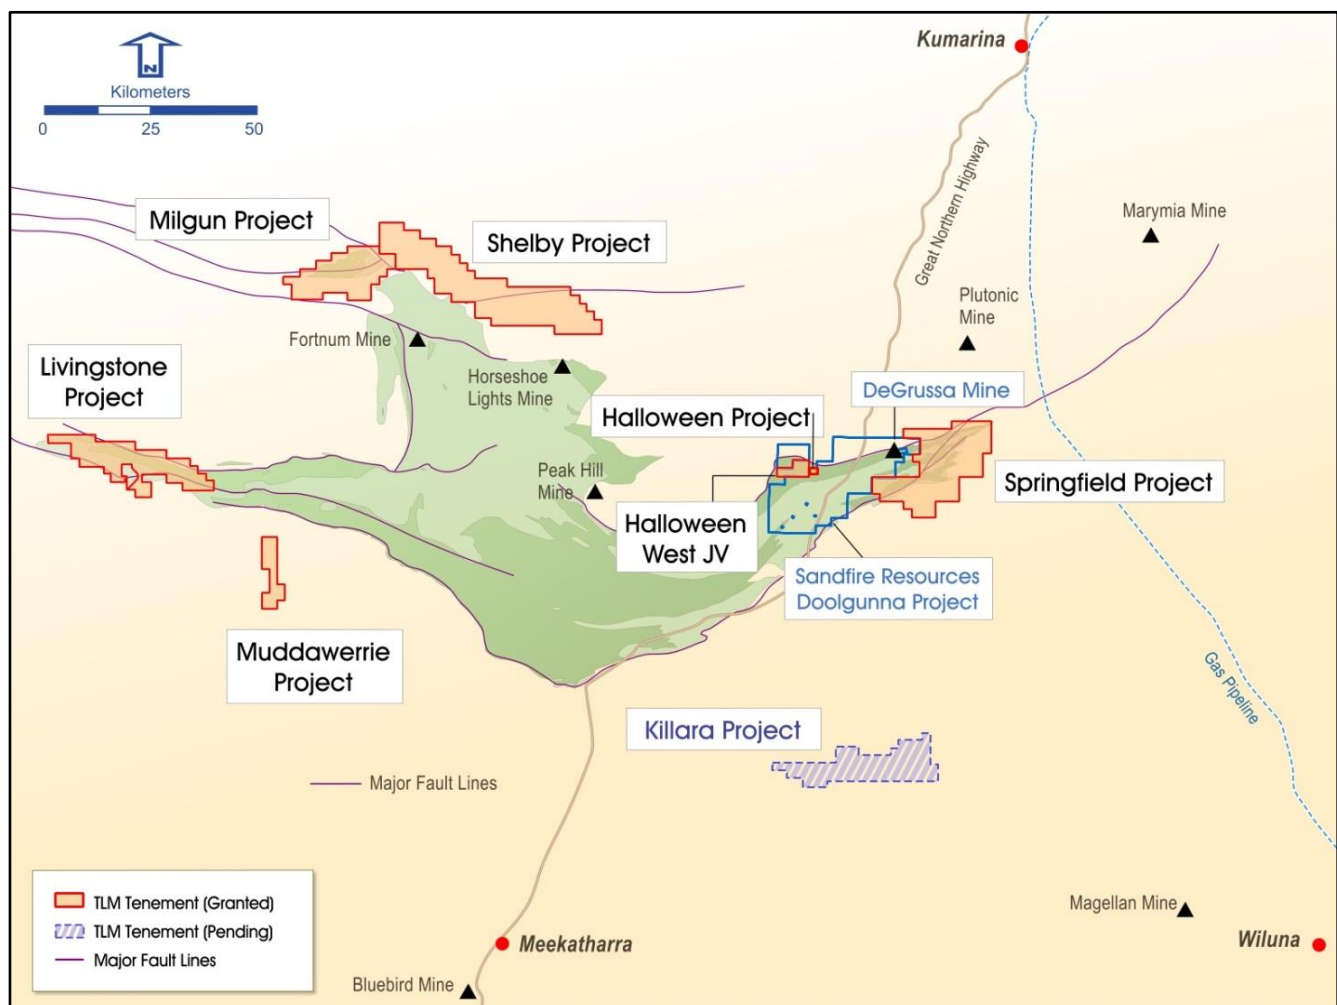 Kumarina
N
Kilometers
0 25 50
Great Northern Highway
Milgun Project
Shelby Project
Marymia Mine
Plutonic
Mine
Fortnum Mine
Livingstone
Project
Horseshoe
Lights Mine
Halloween Project
DeGrussa Mine
Peak Hill
Mine
Springfield Project
Halloween
West JV
Sandfire Resources
Doolgunna Project
Muddawerrie
Project
Gas Pipeline
Killara Project
Major Fault Lines
TLM Tenement (Granted)
TLM Tenement (Pending)
Major Fault Lines
Magellan Mine
Meekatharra
Wiluna
Bluebird Mine